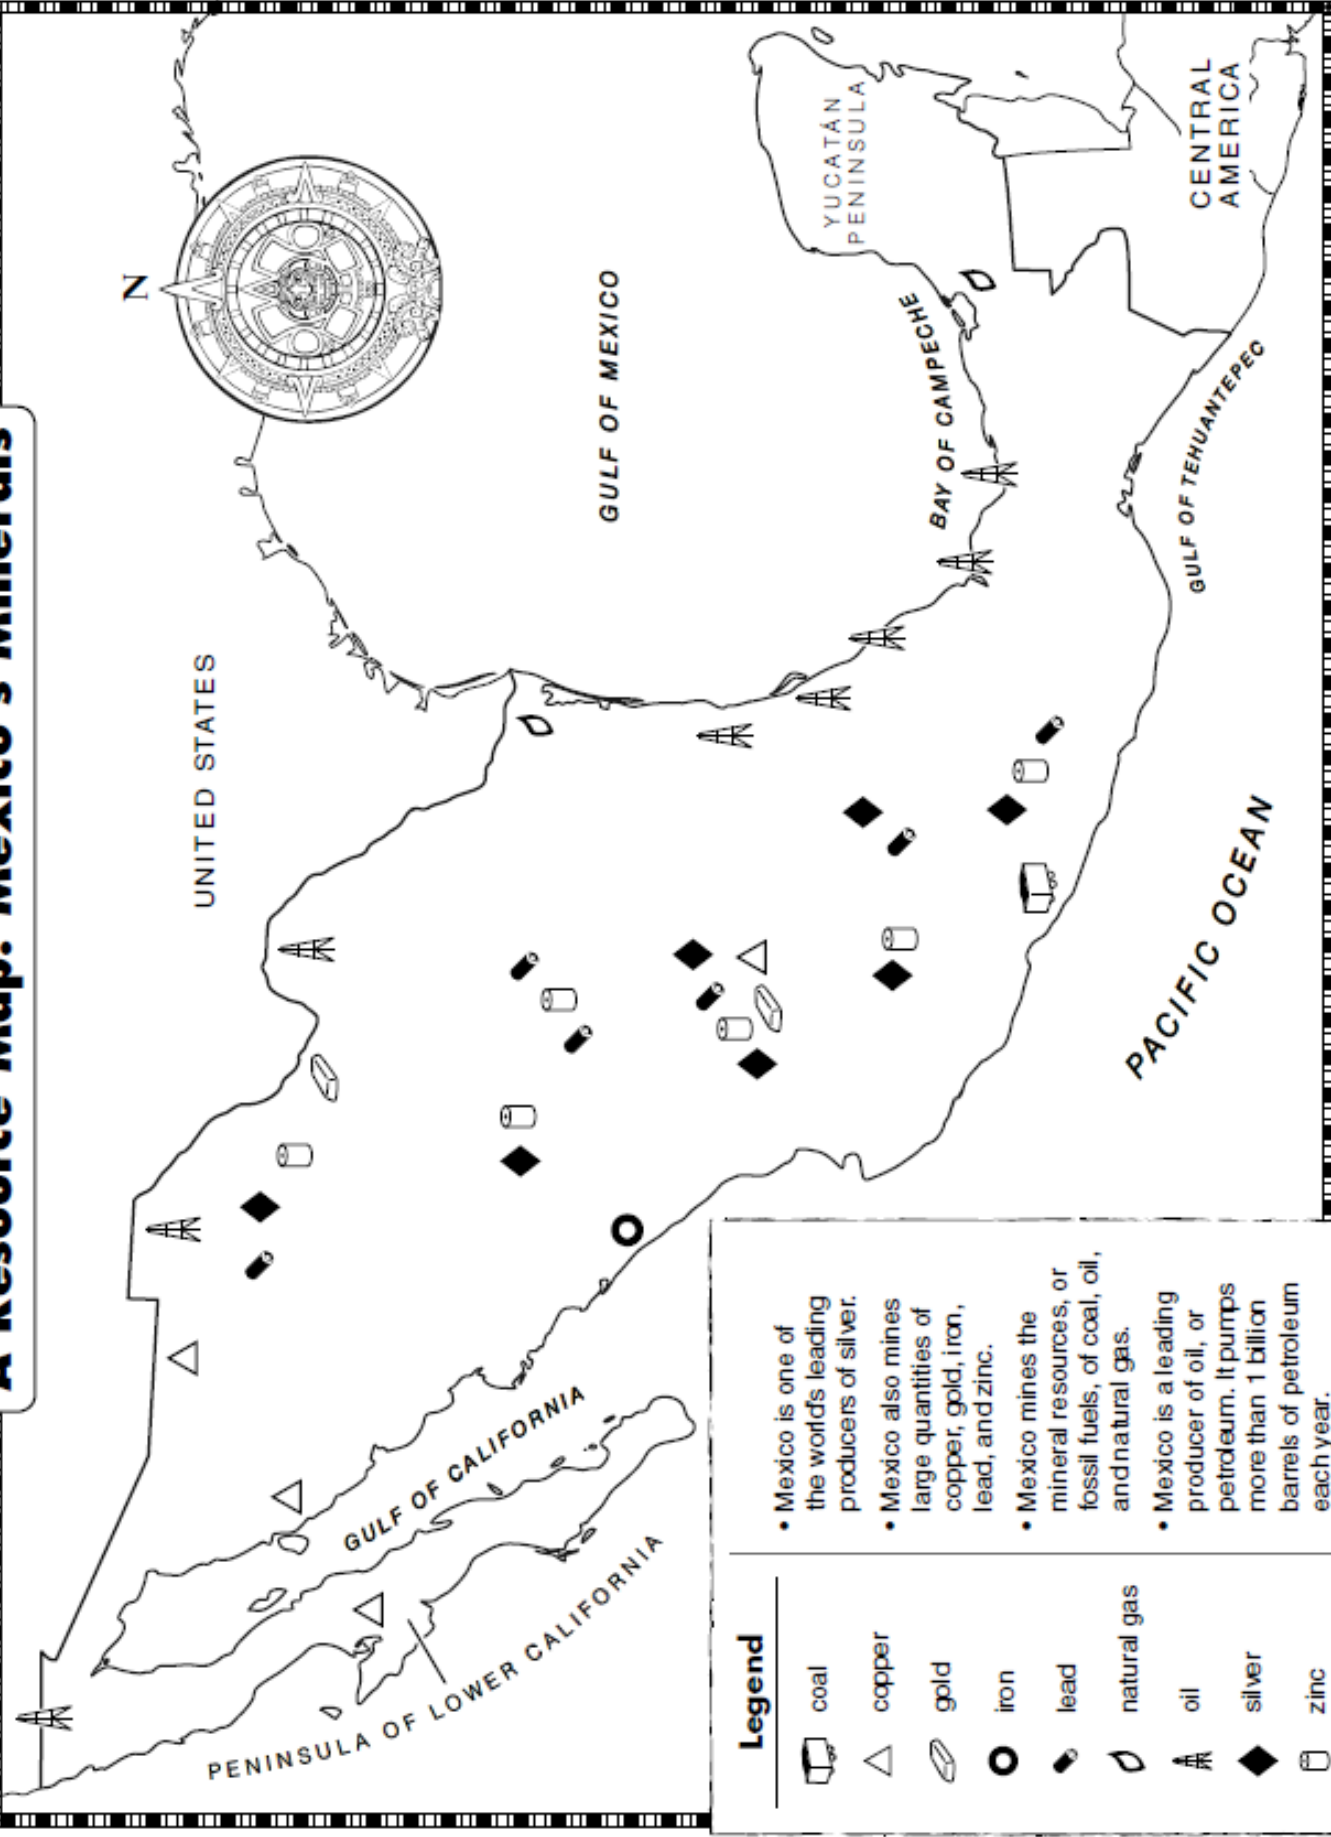 A Resource Map: Mexico's Minerals
N
UNITED STATES
GULF OF MEXICO
YUCATÁN
PENINSULA
BAY OF CAMPECHE
CENTRAL
AMERICA
GULF OF TEHUANTEPEC
PACIFIC OCEAN
GULF OF CALIFORNIA
PENINSULA OF LOWER CALIFORNIA
Legend
coal
copper
gold
iron
lead
natural gas
oil
silver
zinc
• Mexico is one of
the world's leading
producers of silver.
• Mexico also mines
large quantities of
copper, gold, iron,
lead, and zinc.
• Mexico mines the
mineral resources, or
fossil fuels, of coal, oil,
and natural gas.
• Mexico is a leading
producer of oil, or
petroleum. It pumps
more than 1 billion
barrels of petroleum
each year.